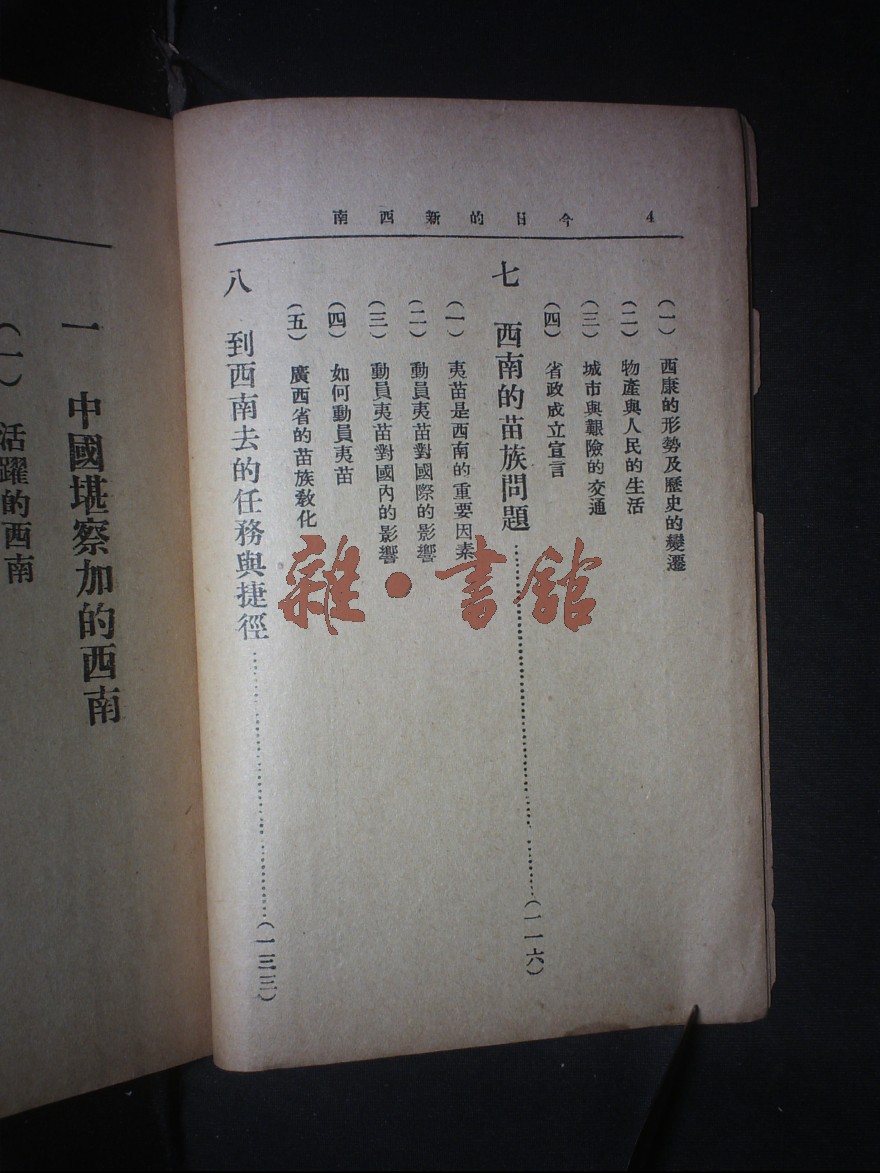 今日的新西南 4
(一) 西康的形勢及歷史的變遷
(二) 物產與人民的生活
(三) 城市與艱險的交通
(四) 省政成立宣言
七 西南的苗族問題……(一一六)
(一) 夷苗是西南的重要因素
(二) 動員夷苗對國際的影響
(三) 動員夷苗對國內的影響
(四) 如何動員夷苗
(五) 廣西省的苗族教化
八 到西南去的任務與捷徑……(一三三)
一 中國堪察加的西南
(一) 活躍的西南
雜·書館